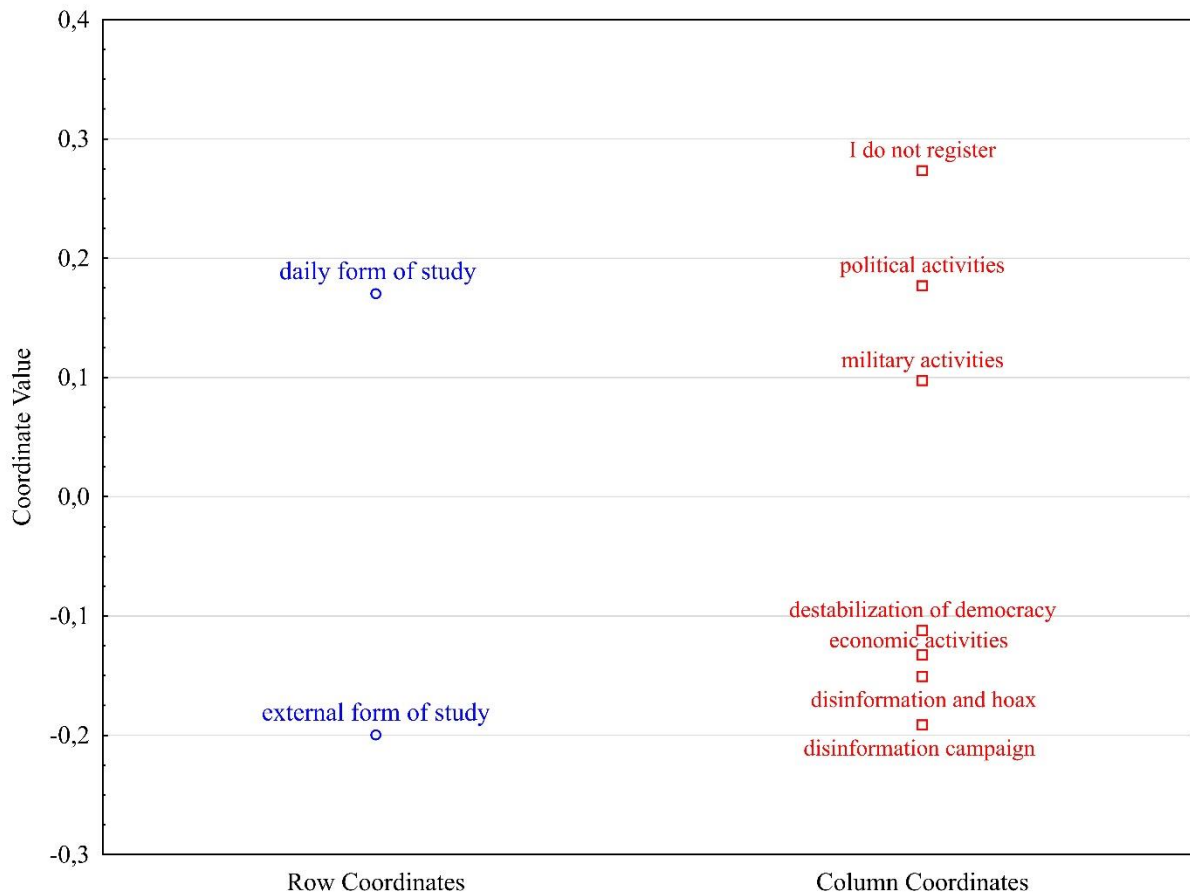 0,4
0,3
0,2
0,1
0,0
-0,1
-0,2
-0,3
Coordinate Value
daily form of study
external form of study
I do not register
political activities
military activities
destabilization of democracy
economic activities
disinformation and hoax
disinformation campaign
Row Coordinates
Column Coordinates